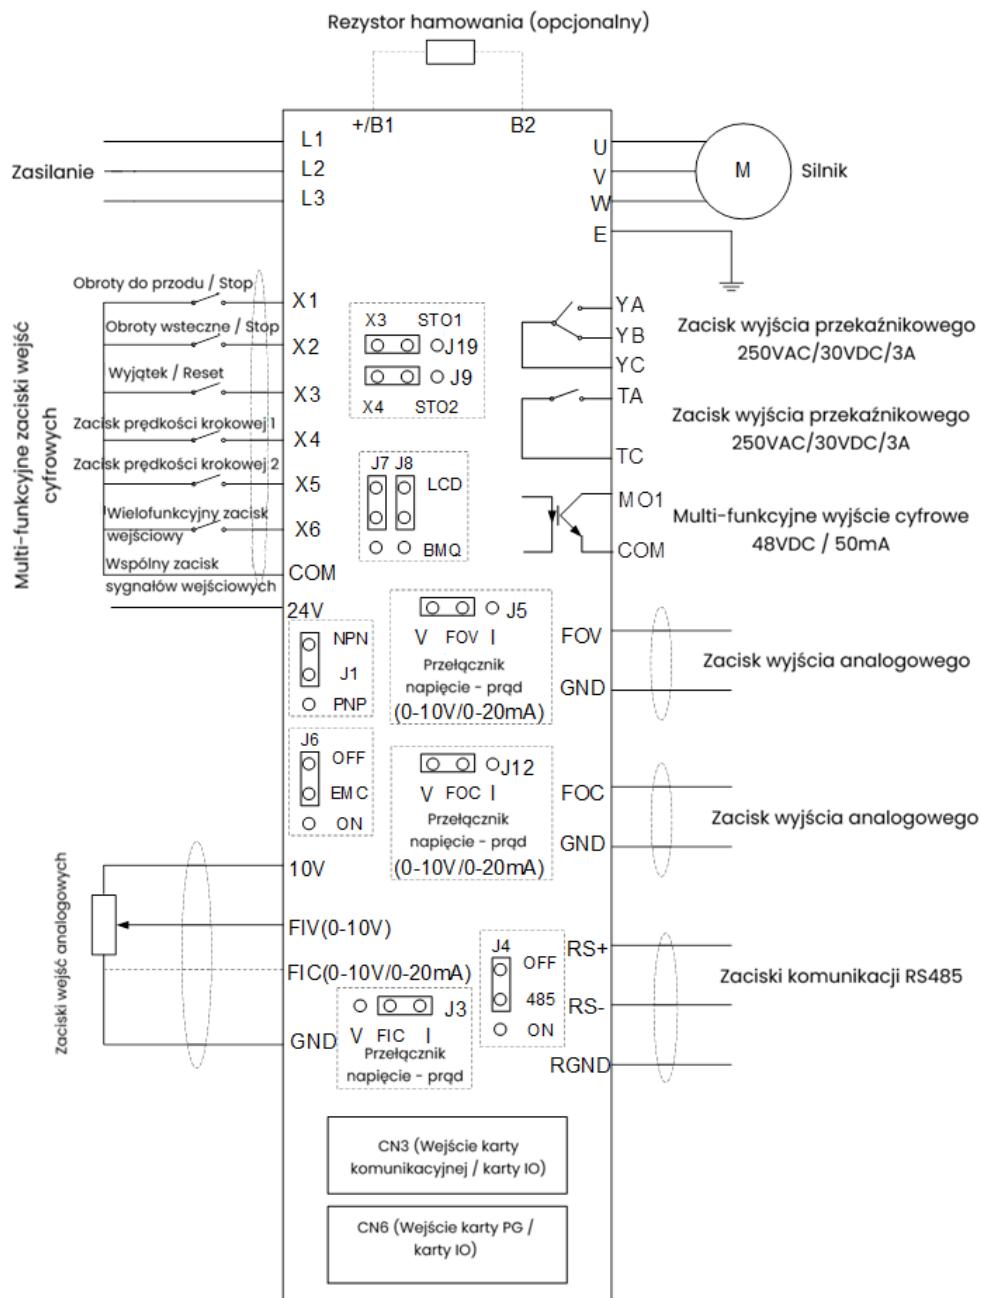 Rezystor hamowania (opcjonalny)
+/B1
B2
L1
L2
L3
Zasilanie
U
V
W
E
M
Silnik
Multi-funkcyjne zaciski wejść
cyfrowych
Obroty do przodu / Stop
X1
Obroty wsteczne / Stop
X2
Wyjątek / Reset
X3
Zacisk prędkości krokowej 1
X4
Zacisk prędkości krokowej 2
X5
Wielofunkcyjny zacisk
wejściowy
X6
Wspólny zacisk
sygnałów wejściowych
COM
24V
X3 STO1
J19
J9
X4 STO2
J7 J8
LCD
BMQ
YA
YB
YC
Zacisk wyjścia przekaźnikowego
250VAC/30VDC/3A
TA
TC
Zacisk wyjścia przekaźnikowego
250VAC/30VDC/3A
MO1
COM
Multi-funkcyjne wyjście cyfrowe
48VDC / 50mA
NPN
J1
PNP
J5
V FOV I
Przełącznik
napięcie - prąd
(0-10V/0-20mA)
FOV
GND
Zacisk wyjścia analogowego
J6
OFF
EMC
ON
J12
V FOC I
Przełącznik
napięcie - prąd
(0-10V/0-20mA)
FOC
GND
Zacisk wyjścia analogowego
Zaciski wejść analogowych
10V
FIV(0-10V)
FIC(0-10V/0-20mA)
GND
J3
V FIC I
Przełącznik
napięcie - prąd
J4
OFF
485
ON
RS+
RS-
RGND
Zaciski komunikacji RS485
CN3 (Wejście karty
komunikacyjnej / karty IO)
CN6 (Wejście karty PG /
karty IO)